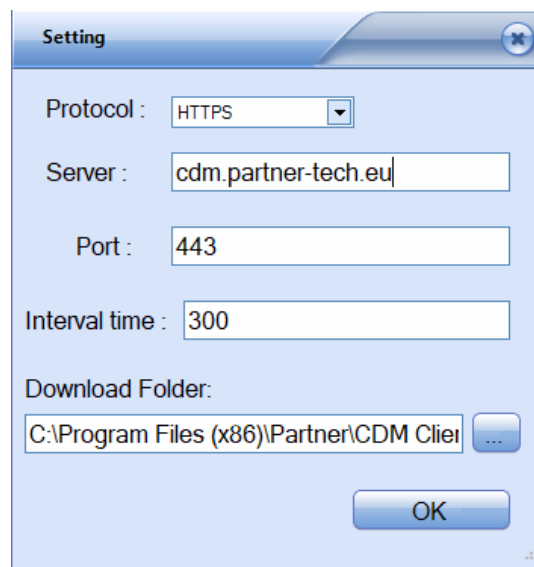 Setting
Protocol : HTTPS
Server : cdm.partner-tech.eu
Port : 443
Interval time : 300
Download Folder:
C:\Program Files (x86)\Partner\CDM Clier ...
OK